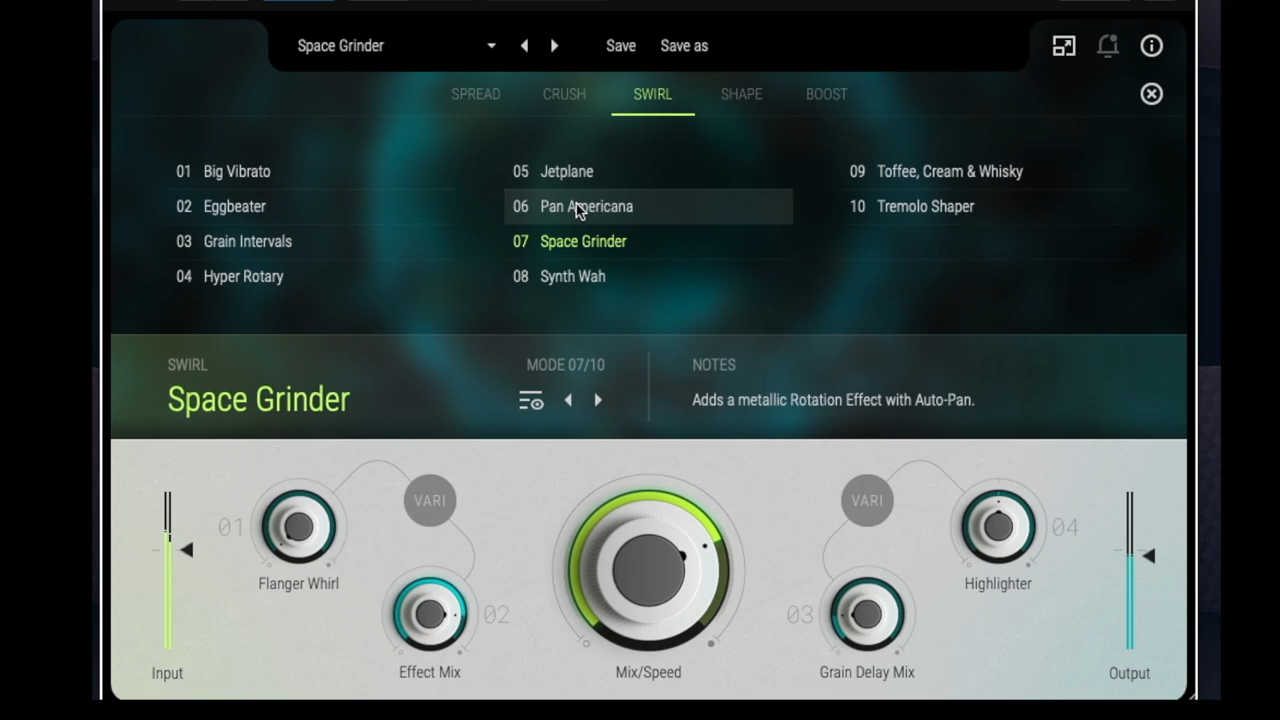 Space Grinder Save Save as
SPREAD CRUSH SWIRL SHAPE BOOST
01 Big Vibrato 05 Jetplane 09 Toffee, Cream & Whisky
02 Eggbeater 06 Pan Americana 10 Tremolo Shaper
03 Grain Intervals 07 Space Grinder
04 Hyper Rotary 08 Synth Wah
SWIRL MODE 07/10 NOTES
Space Grinder Adds a metallic Rotation Effect with Auto-Pan.
VARI VARI
01 04
Flanger Whirl Highlighter
02 03
Input Effect Mix Mix/Speed Grain Delay Mix Output